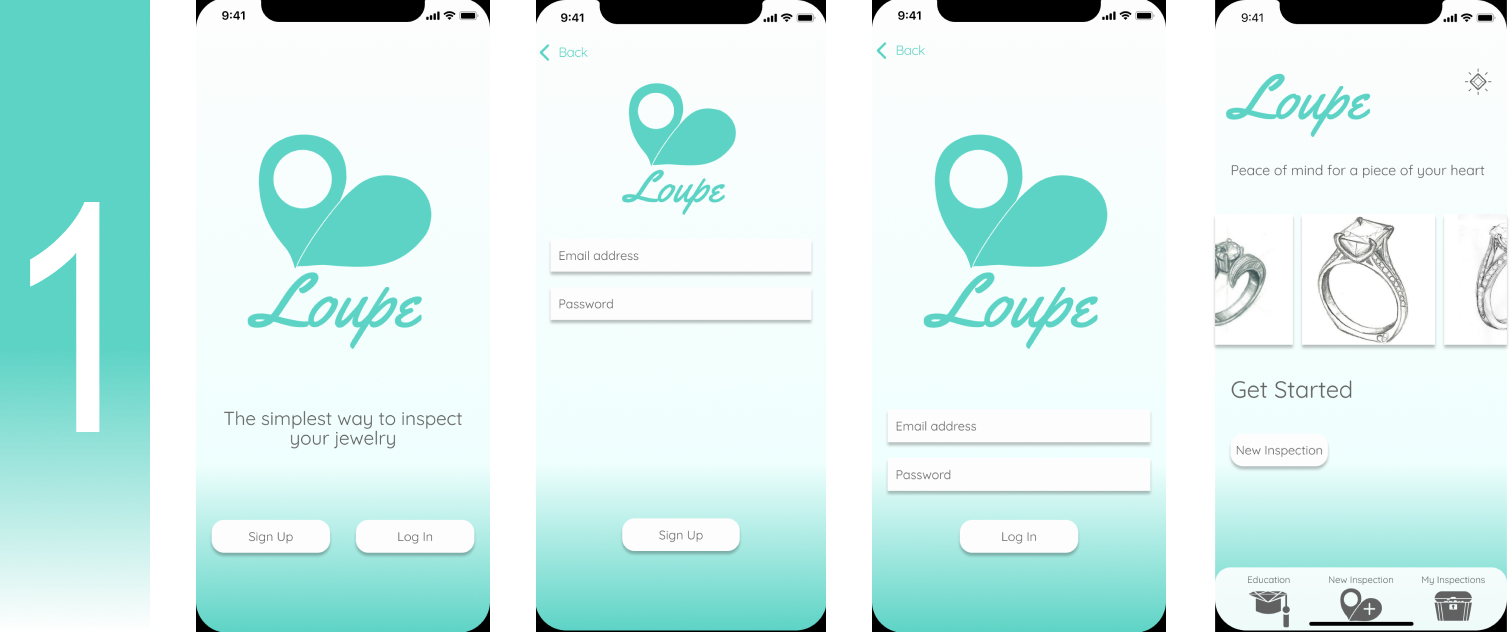 1
9:41
Loupe
The simplest way to inspect
your jewelry
Sign Up
Log In
9:41
Back
Loupe
Email address
Password
Sign Up
9:41
Back
Loupe
Email address
Password
Log In
9:41
Loupe
Peace of mind for a piece of your heart
Get Started
New Inspection
Education
New Inspection
My Inspections